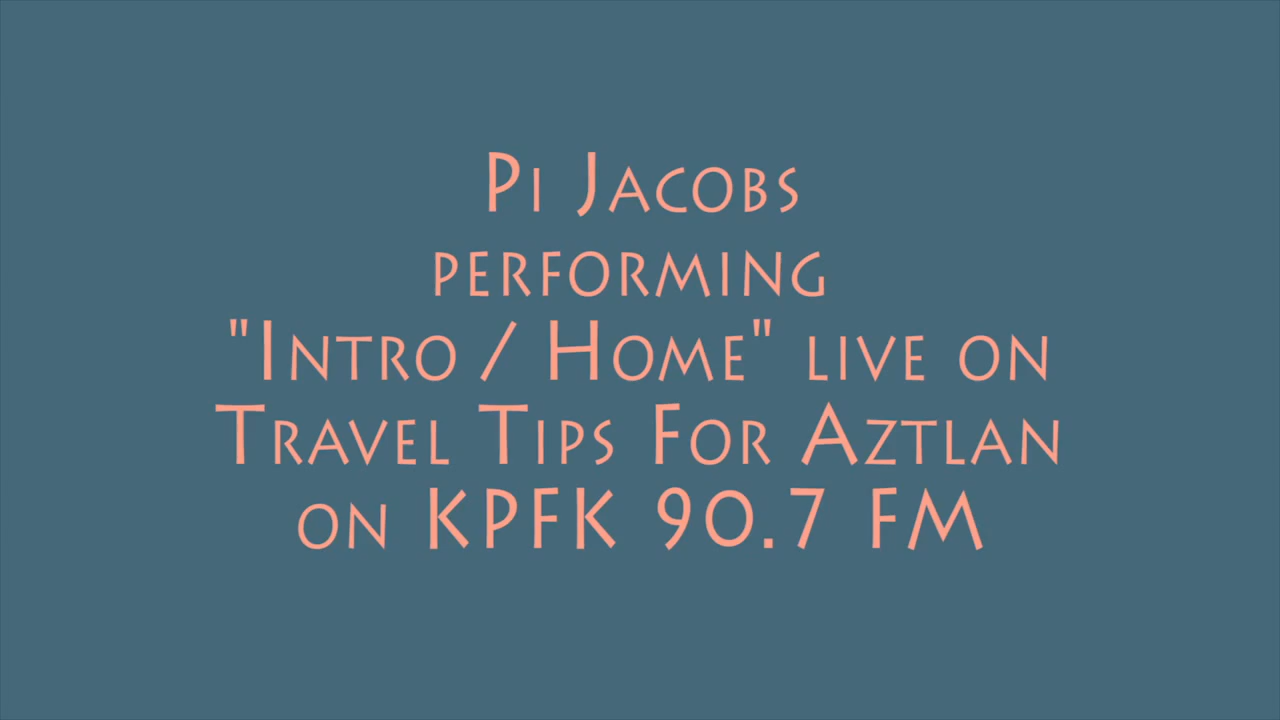 Pi Jacobs
performing
"Intro / Home" live on
Travel Tips For Aztlan
on KPFK 90.7 FM